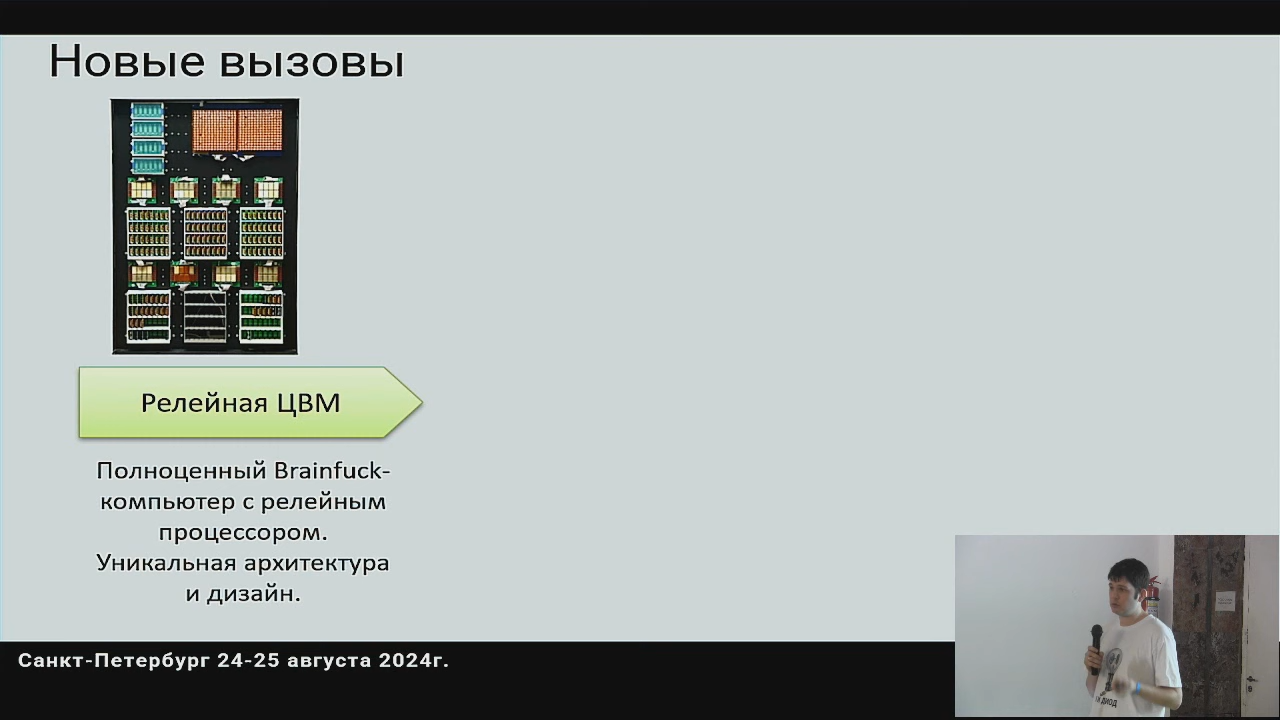 Новые вызовы
Релейная ЦВМ
Полноценный Brainfuck-
компьютер с релейным
процессором.
Уникальная архитектура
и дизайн.
Санкт-Петербург 24-25 августа 2024г.